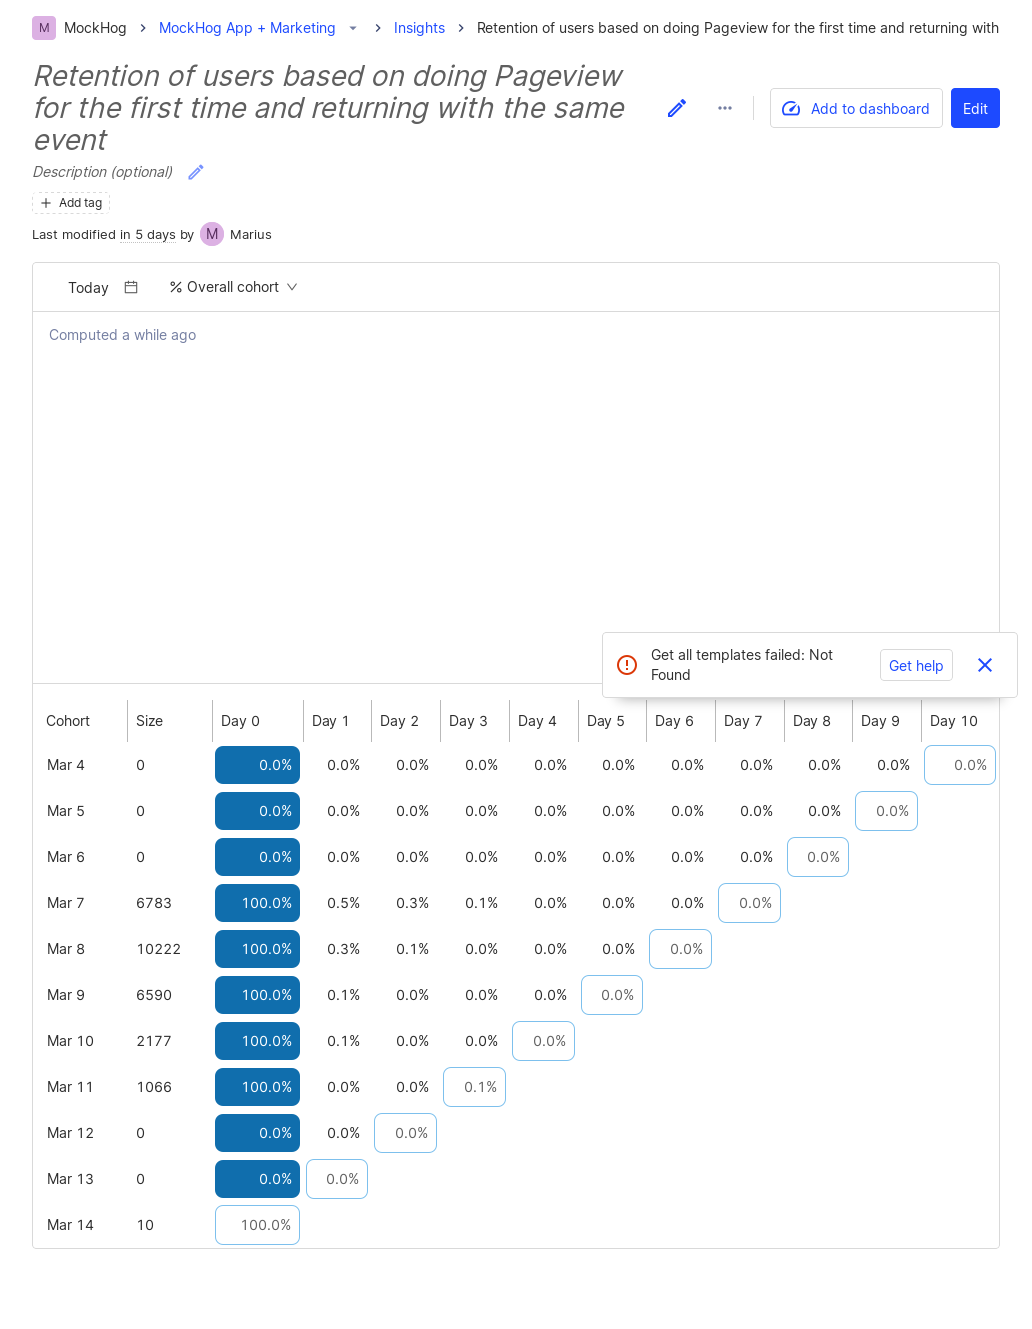 M MockHog > MockHog App + Marketing > Insights > Retention of users based on doing Pageview for the first time and returning with
Retention of users based on doing Pageview
for the first time and returning with the same
event
Add to dashboard Edit
Description (optional)
Add tag
Last modified in 5 days by M Marius
Today % Overall cohort
Computed a while ago
Get all templates failed: Not
Found
Get help
Cohort Size Day 0 Day 1 Day 2 Day 3 Day 4 Day 5 Day 6 Day 7 Day 8 Day 9 Day 10
Mar 4 0 0.0% 0.0% 0.0% 0.0% 0.0% 0.0% 0.0% 0.0% 0.0% 0.0% 0.0%
Mar 5 0 0.0% 0.0% 0.0% 0.0% 0.0% 0.0% 0.0% 0.0% 0.0% 0.0%
Mar 6 0 0.0% 0.0% 0.0% 0.0% 0.0% 0.0% 0.0% 0.0% 0.0%
Mar 7 6783 100.0% 0.5% 0.3% 0.1% 0.0% 0.0% 0.0% 0.0%
Mar 8 10222 100.0% 0.3% 0.1% 0.0% 0.0% 0.0% 0.0%
Mar 9 6590 100.0% 0.1% 0.0% 0.0% 0.0% 0.0%
Mar 10 2177 100.0% 0.1% 0.0% 0.0% 0.0%
Mar 11 1066 100.0% 0.0% 0.0% 0.1%
Mar 12 0 0.0% 0.0% 0.0%
Mar 13 0 0.0% 0.0%
Mar 14 10 100.0%